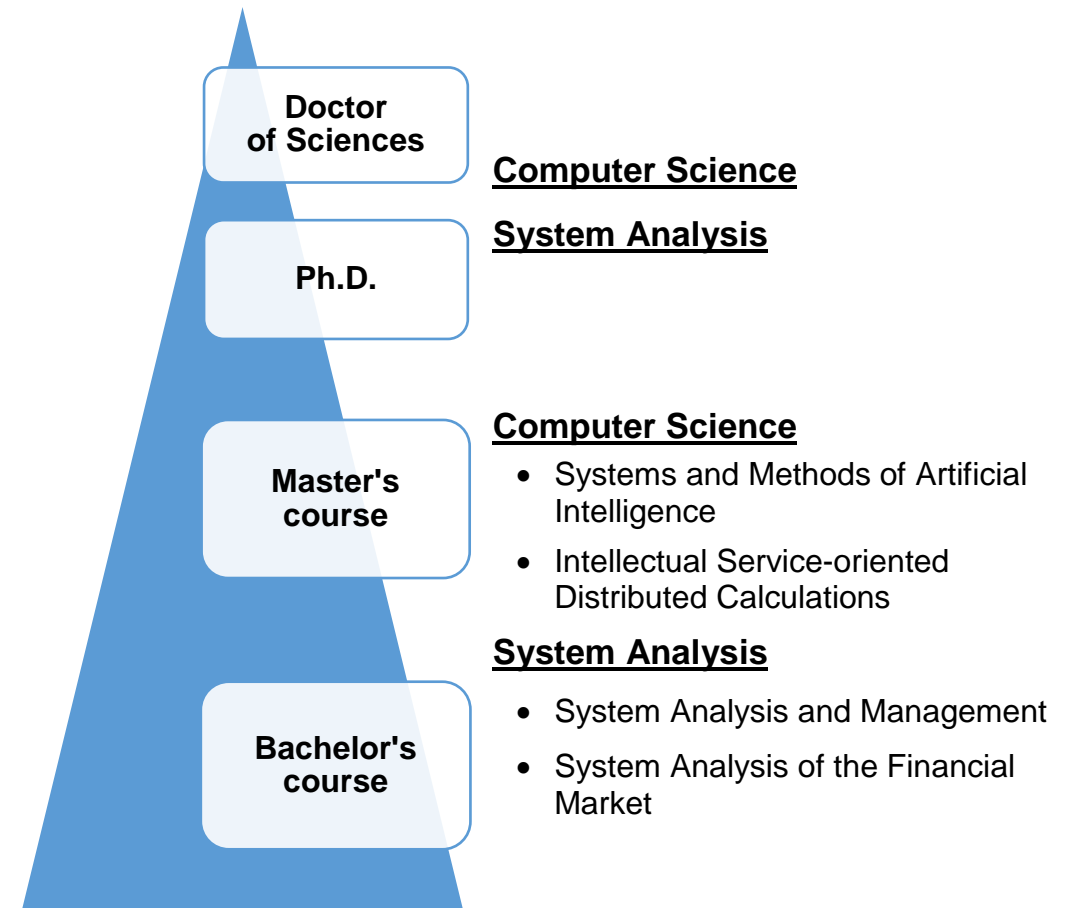 Doctor
of Sciences
Computer Science
System Analysis
Ph.D.
Computer Science
• Systems and Methods of Artificial
Intelligence
Master's
course
• Intellectual Service-oriented
Distributed Calculations
System Analysis
• System Analysis and Management
Bachelor's
course
• System Analysis of the Financial
Market